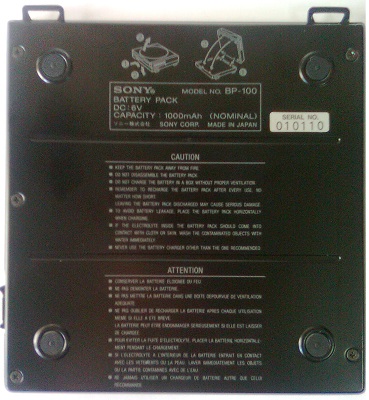 SONY® MODEL NO. BP-100
BATTERY PACK
DC: 6V
CAPACITY: 1000mAh (NOMINAL)
ソニー株式会社 SONY CORP. MADE IN JAPAN
SERIAL NO.
010110
CAUTION
● KEEP THE BATTERY PACK AWAY FROM FIRE.
● DO NOT DISASSEMBLE THE BATTERY PACK.
● DO NOT CHARGE THE BATTERY IN A BOX WITHOUT PROPER VENTILATION.
● REMEMBER TO RECHARGE THE BATTERY PACK AFTER EVERY USE, NO
MATTER HOW SHORT.
LEAVING THE BATTERY PACK DISCHARGED MAY CAUSE SERIOUS DAMAGE.
● TO AVOID BATTERY LEAKAGE, PLACE THE BATTERY PACK HORIZONTALLY
WHEN CHARGING.
● IF THE ELECTROLYTE INSIDE THE BATTERY PACK SHOULD COME INTO
CONTACT WITH CLOTH OR SKIN, WASH THE CONTAMINATED OBJECTS WITH
WATER IMMEDIATELY.
● NEVER USE THE BATTERY CHARGER OTHER THAN THE ONE RECOMMENDED.
ATTENTION
● CONSERVER LA BATTERIE ELOIGNEE DU FEU
● NE PAS DEMONTER LA BATTERIE.
● NE PAS METTRE LA BATTERIE DANS UNE BOITE DEPOURVUE DE VENTILATION
ADEQUATE
● NE PAS OUBLIER DE RECHARGER LA BATTERIE APRES CHAQUE UTILISATION
MEME SI ELLE A ETE BREVE
LA BATTERIE PEUT ETRE ENDOMMAGER SERIEUSEMENT SI ELLE EST LAISSER
DE CHARGEE
● POUR EVITER LA FUITE D'ELECTROLYTE, PLACER LA BATTERIE HORIZONTALE-
MENT PENDANT LE CHARGEMENT
● SI L'ELECTROLYTE A L'INTERIEUR DE LA BATTERIE ENTRAIT EN CONTACT
AVEC LES VETEMENTS OU LA PEAU, LAVER IMMEDIATEMENT LES OBJETS
OU LA PARTIE CONTAMINES AVEC DE L'EAU.
● NE JAMAIS UTILISER UN CHARGEUR DE BATTERIE AUTRE QUE CELUI
RECOMMANDE